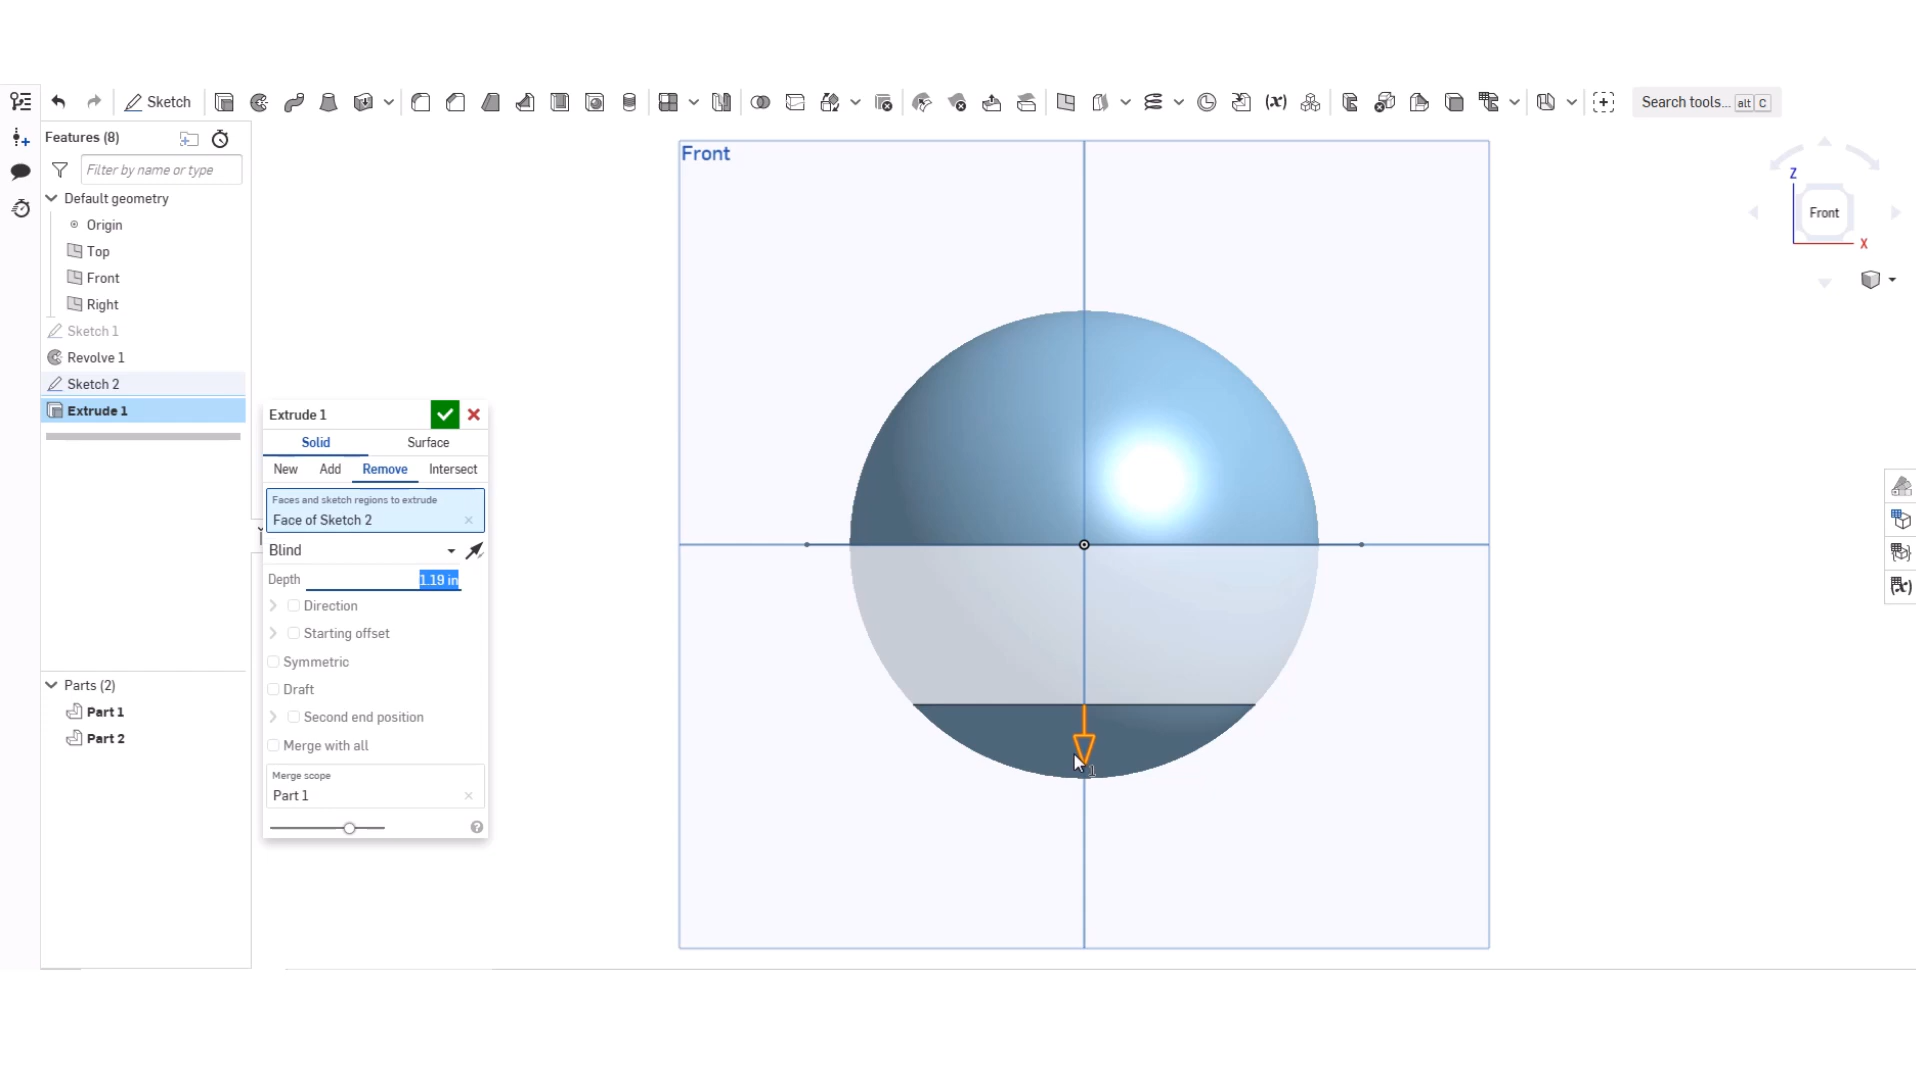 Sketch
(x)
Search tools... alt C
Features (8)
Filter by name or type
Default geometry
Origin
Top
Front
Right
Sketch 1
Revolve 1
Sketch 2
Extrude 1
Parts (2)
Part 1
Part 2
Extrude 1
Solid Surface
New Add Remove Intersect
Faces and sketch regions to extrude
Face of Sketch 2
Blind
Depth 1.19 in
Direction
Starting offset
Symmetric
Draft
Second end position
Merge with all
Merge scope
Part 1
Front
1
Z
Front
X
(x)